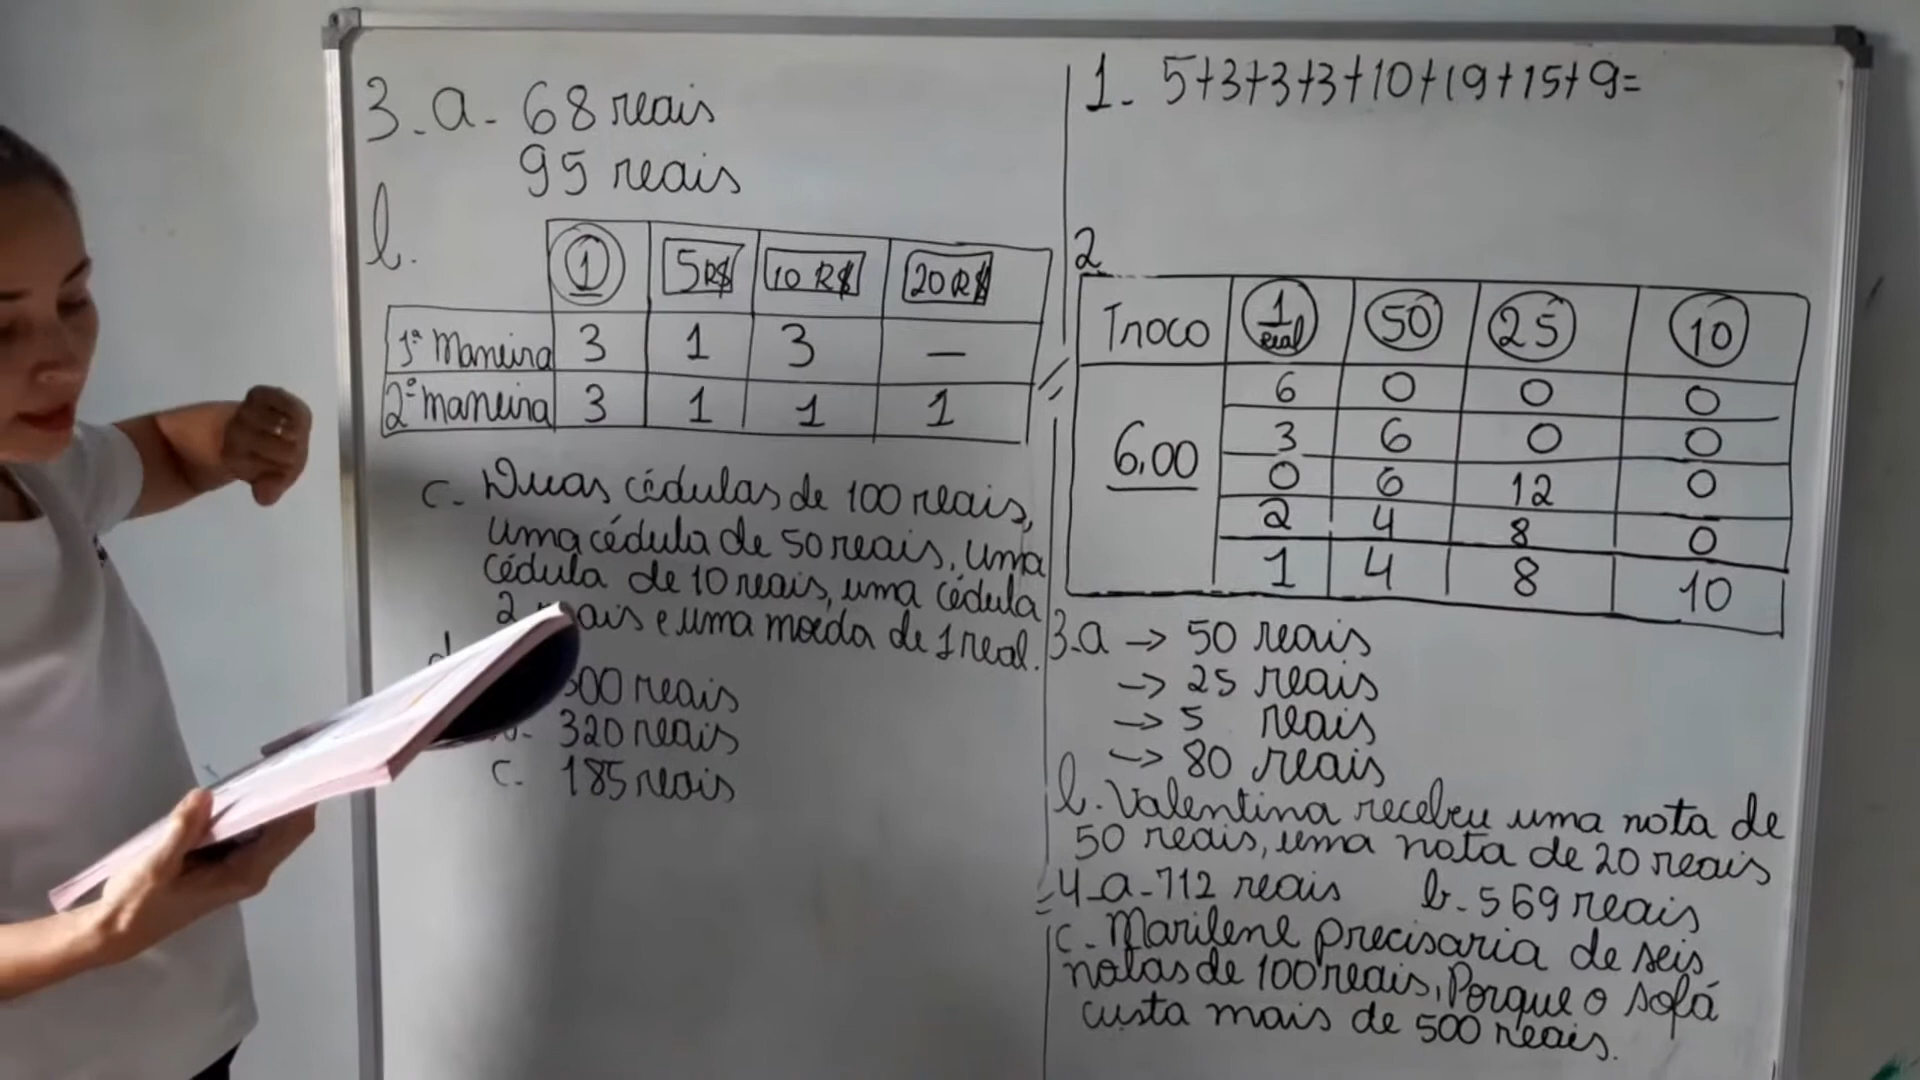 3-a- 68 reais
95 reais
b.
1 5R$ 10 R$ 20 R$
1ª Maneira 3 1 3 —
2ª maneira 3 1 1 1
c- Duas cédulas de 100 reais,
uma cédula de 50 reais, uma
cédula de 10 reais, uma cédula
2 e uma moeda de 1 real.
reais
320 reais
c- 185 reais
1- 5+3+3+3+10+19+15+9=
2
Troco 1 real 50 25 10
6,00
6 0 0 0
3 6 0 0
0 6 12 0
2 4 8 0
1 4 8 10
3-a → 50 reais
→ 25 reais
→ 5 reais
→ 80 reais
b. Valentina recebeu uma nota de
50 reais, uma nota de 20 reais
4-a-712 reais b-569 reais
c- Marilene precisaria de seis
notas de 100 reais, Porque o sofá
custa mais de 500 reais.